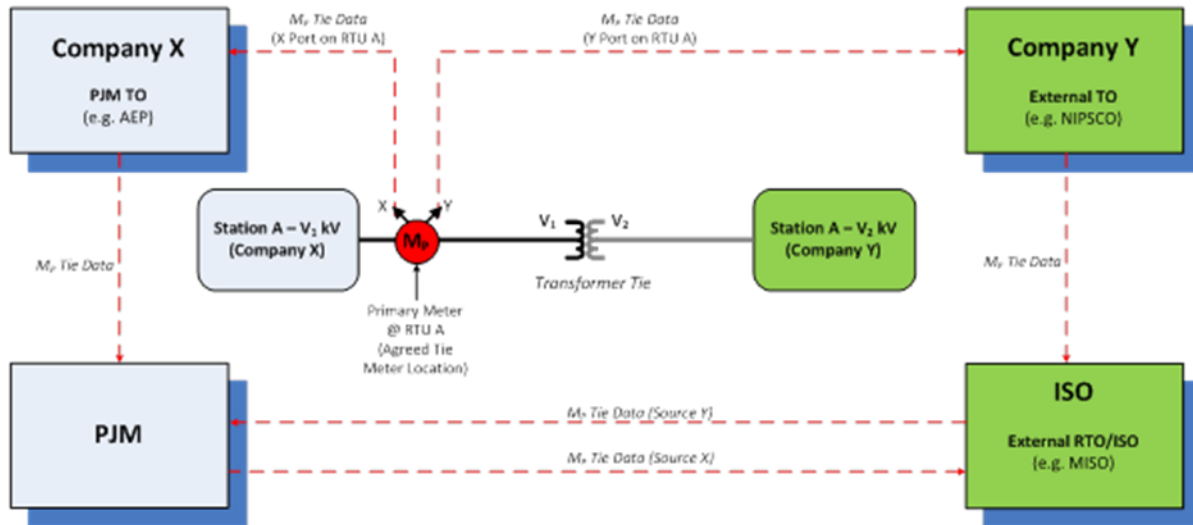 Mₚ Tie Data
(X Port on RTU A)
Mₚ Tie Data
(Y Port on RTU A)
Company X
PJM TO
(e.g. AEP)
Company Y
External TO
(e.g. NIPSCO)
X
Y
Station A – V₁ kV
(Company X)
Mₚ
V₁
V₂
Transformer Tie
Station A – V₂ kV
(Company Y)
Mₚ Tie Data
Mₚ Tie Data
Primary Meter
@ RTU A
(Agreed Tie
Meter Location)
PJM
Mₚ Tie Data (Source Y)
Mₚ Tie Data (Source X)
ISO
External RTO/ISO
(e.g. MISO)